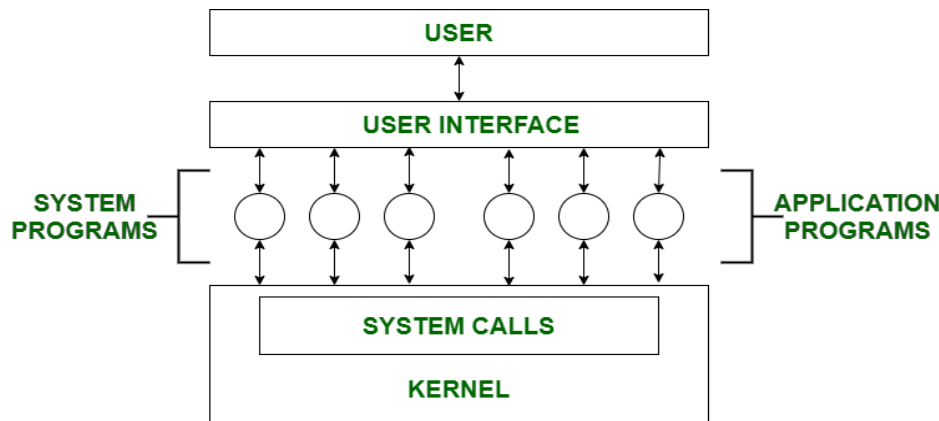 USER
USER INTERFACE
SYSTEM
PROGRAMS
APPLICATION
PROGRAMS
SYSTEM CALLS
KERNEL